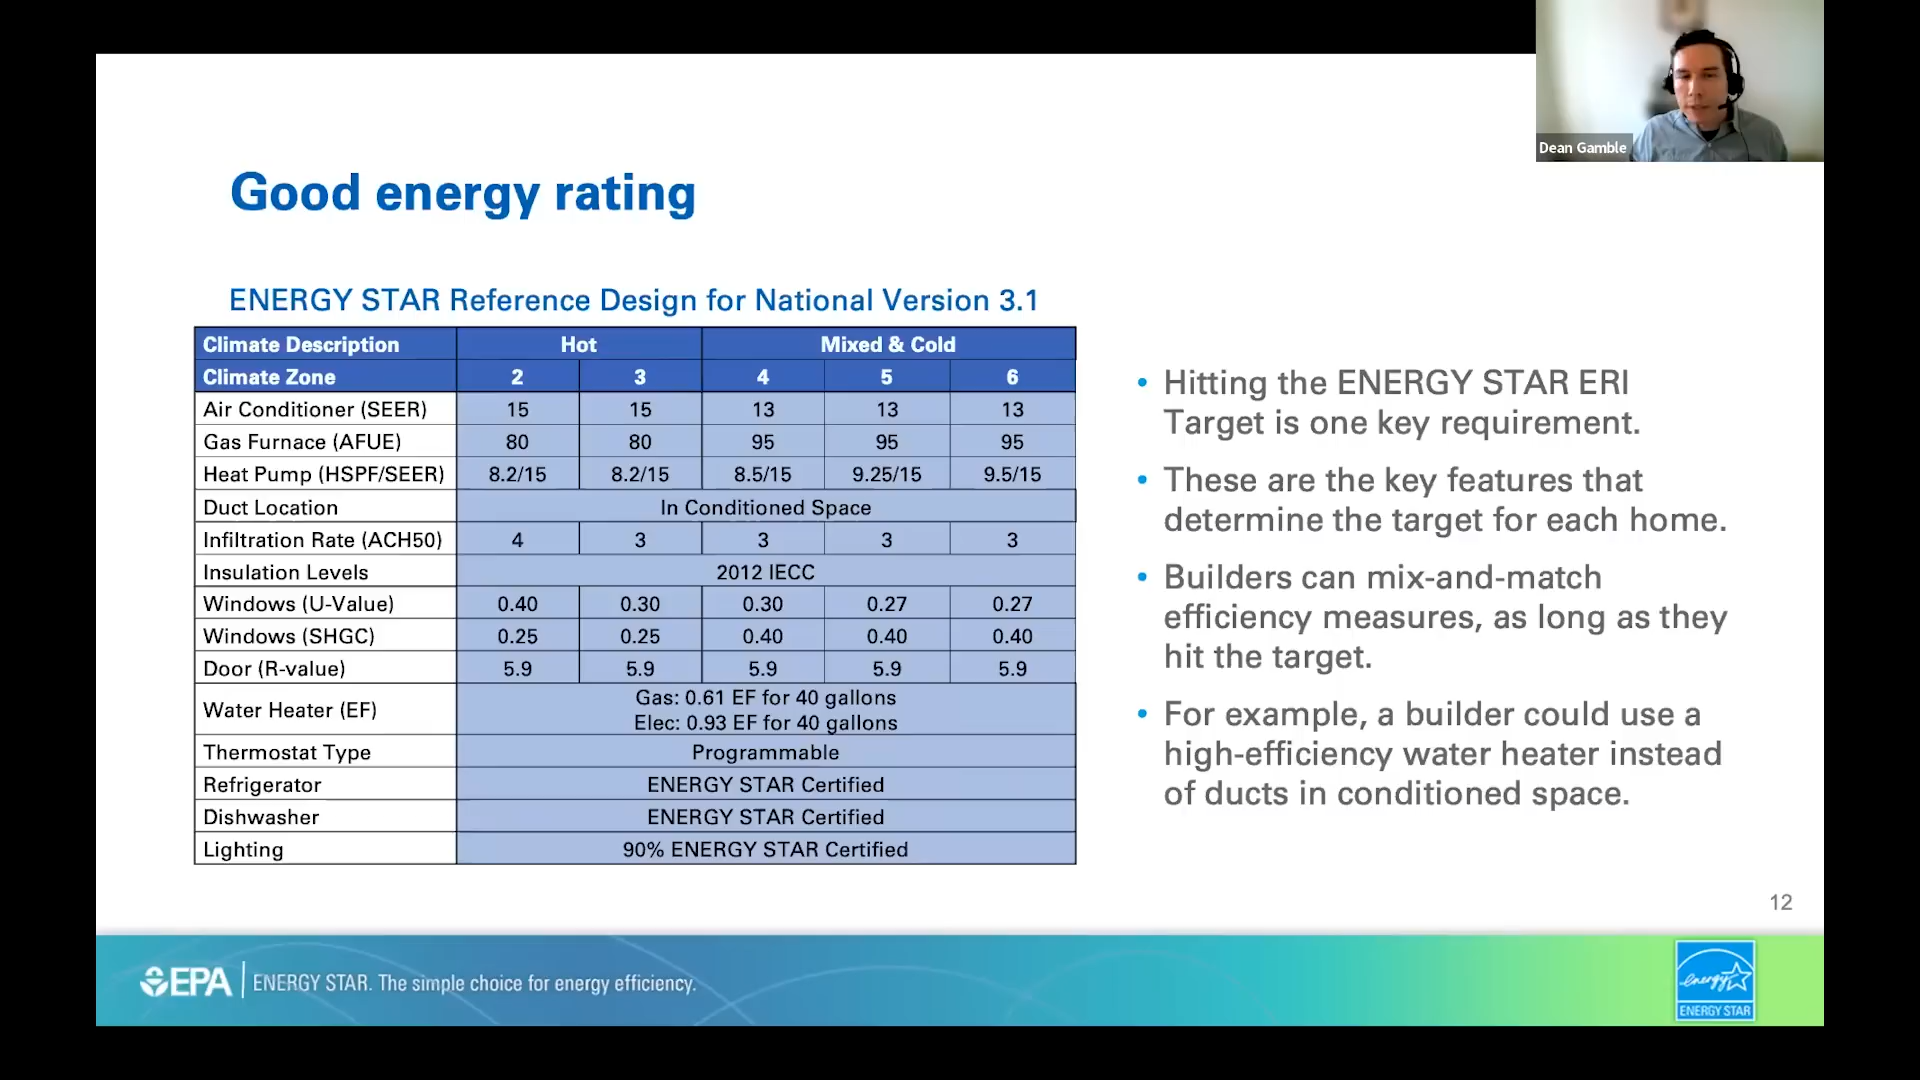 Dean Gamble
Good energy rating
ENERGY STAR Reference Design for National Version 3.1
Climate Description Hot Mixed & Cold
Climate Zone 2 3 4 5 6
Air Conditioner (SEER) 15 15 13 13 13
Gas Furnace (AFUE) 80 80 95 95 95
Heat Pump (HSPF/SEER) 8.2/15 8.2/15 8.5/15 9.25/15 9.5/15
Duct Location In Conditioned Space
Infiltration Rate (ACH50) 4 3 3 3 3
Insulation Levels 2012 IECC
Windows (U-Value) 0.40 0.30 0.30 0.27 0.27
Windows (SHGC) 0.25 0.25 0.40 0.40 0.40
Door (R-value) 5.9 5.9 5.9 5.9 5.9
Water Heater (EF) Gas: 0.61 EF for 40 gallons
Elec: 0.93 EF for 40 gallons
Thermostat Type Programmable
Refrigerator ENERGY STAR Certified
Dishwasher ENERGY STAR Certified
Lighting 90% ENERGY STAR Certified
• Hitting the ENERGY STAR ERI
Target is one key requirement.
• These are the key features that
determine the target for each home.
• Builders can mix-and-match
efficiency measures, as long as they
hit the target.
• For example, a builder could use a
high-efficiency water heater instead
of ducts in conditioned space.
12
EPA ENERGY STAR. The simple choice for energy efficiency.
energy
ENERGY STAR